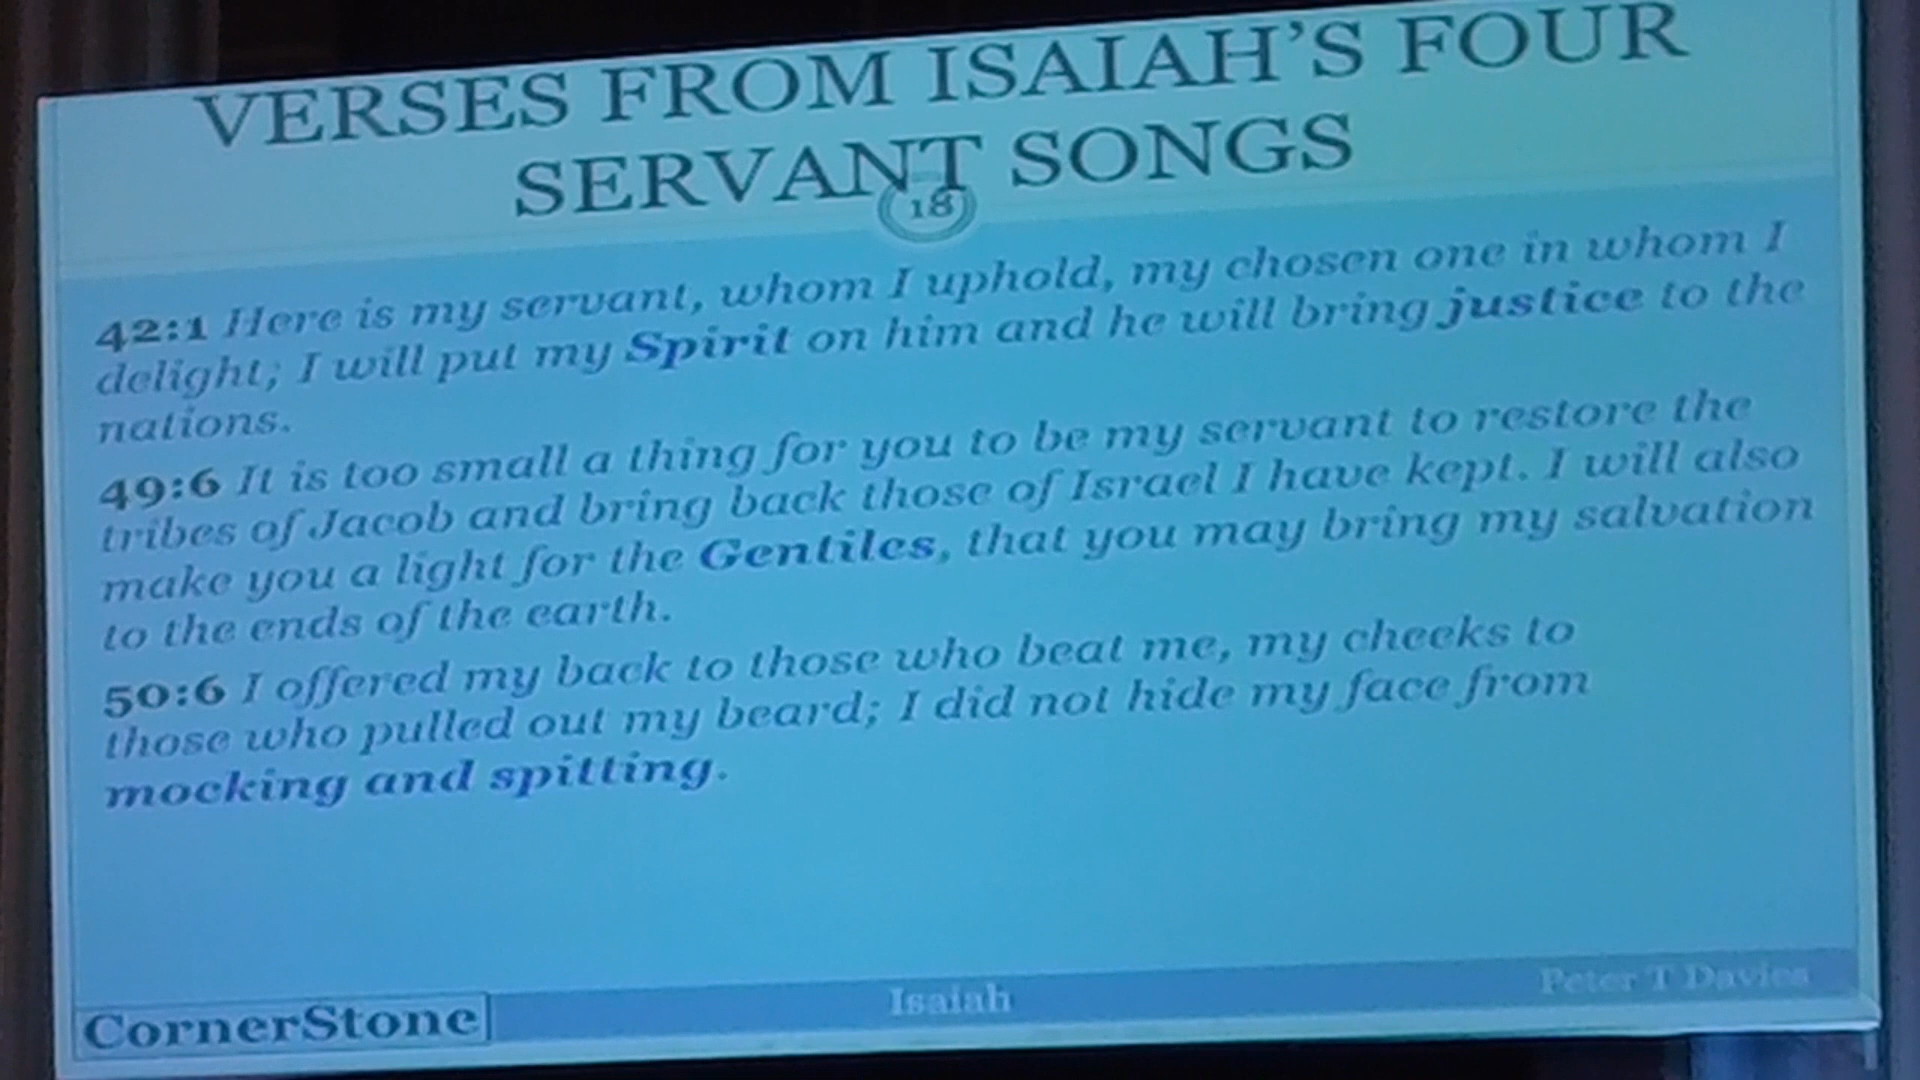 VERSES FROM ISAIAH'S FOUR
SERVANT SONGS
18
42:1 Here is my servant, whom I uphold, my chosen one in whom I
delight; I will put my Spirit on him and he will bring justice to the
nations.
49:6 It is too small a thing for you to be my servant to restore the
tribes of Jacob and bring back those of Israel I have kept. I will also
make you a light for the Gentiles, that you may bring my salvation
to the ends of the earth.
50:6 I offered my back to those who beat me, my cheeks to
those who pulled out my beard; I did not hide my face from
mocking and spitting.
CornerStone
Isaiah
Peter T Davies